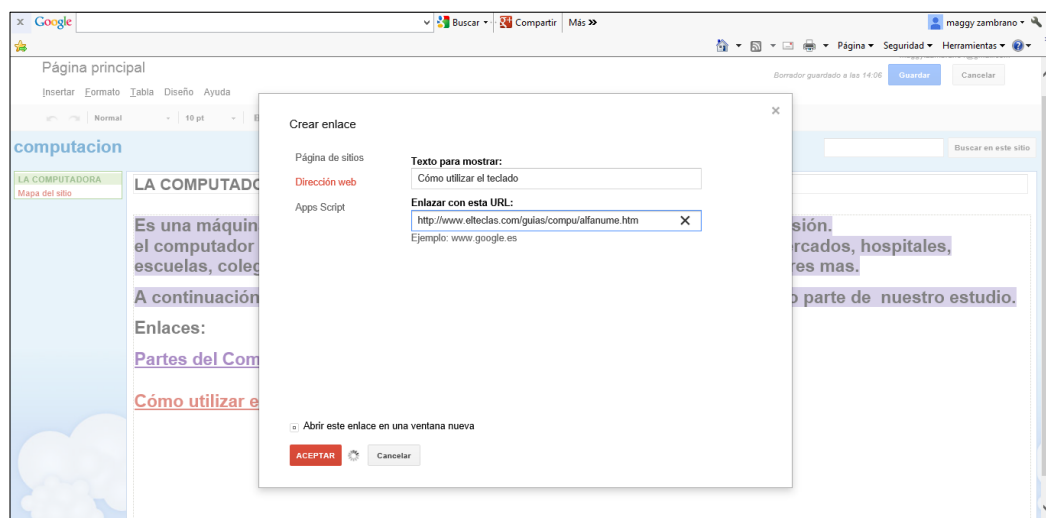 x Google Buscar Compartir Más » maggy zambrano
Página Seguridad Herramientas
Página principal
Borrador guardado a las 14:06 Guardar Cancelar
Insertar Formato Tabla Diseño Ayuda
Normal 10 pt
Crear enlace
computacion
Buscar en este sitio
Página de sitios
Texto para mostrar:
Cómo utilizar el teclado
Dirección web
Enlazar con esta URL:
Apps Script
http://www.elteclas.com/guias/compu/alfanume.htm
Ejemplo: www.google.es
LA COMPUTADORA
Mapa del sitio
LA COMPUTADO
Es una máquin sión.
el computador rcados, hospitales,
escuelas, coleg res mas.
A continuación o parte de nuestro estudio.
Enlaces:
Partes del Com
Cómo utilizar e
Abrir este enlace en una ventana nueva
ACEPTAR Cancelar